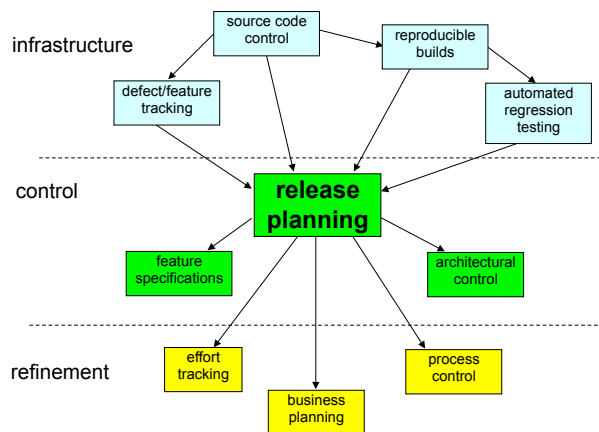 infrastructure
source code
control
reproducible
builds
defect/feature
tracking
automated
regression
testing
control
release
planning
feature
specifications
architectural
control
refinement
effort
tracking
process
control
business
planning